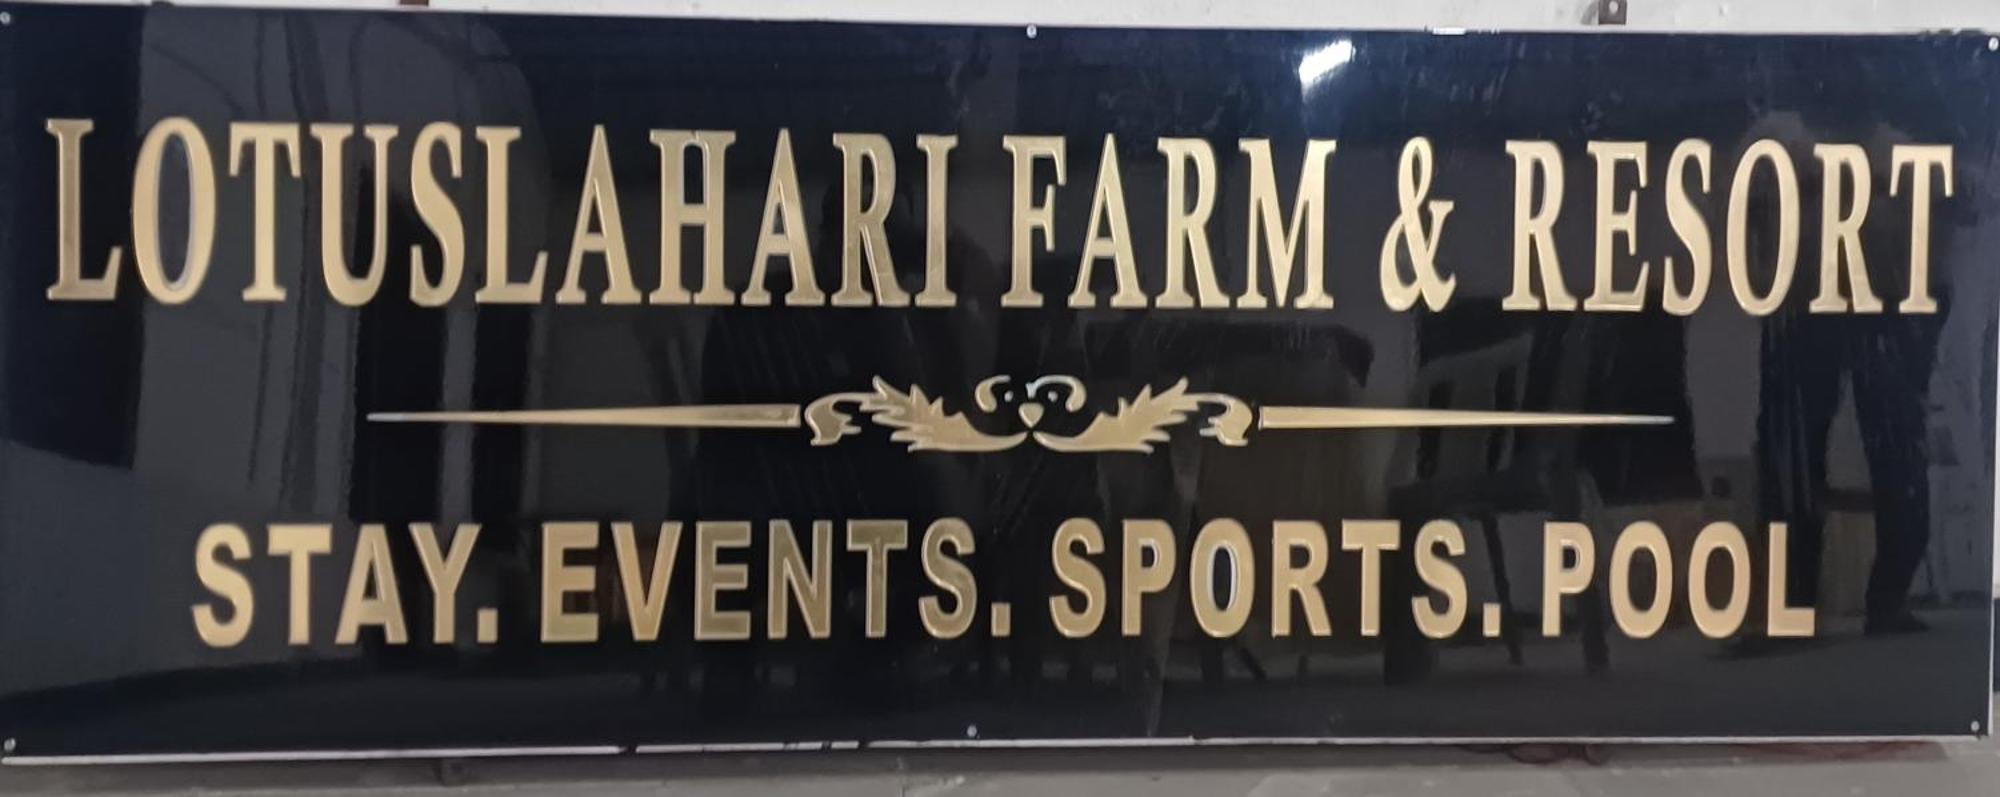 LOTUSLAHARI FARM & RESORT
STAY. EVENTS. SPORTS. POOL